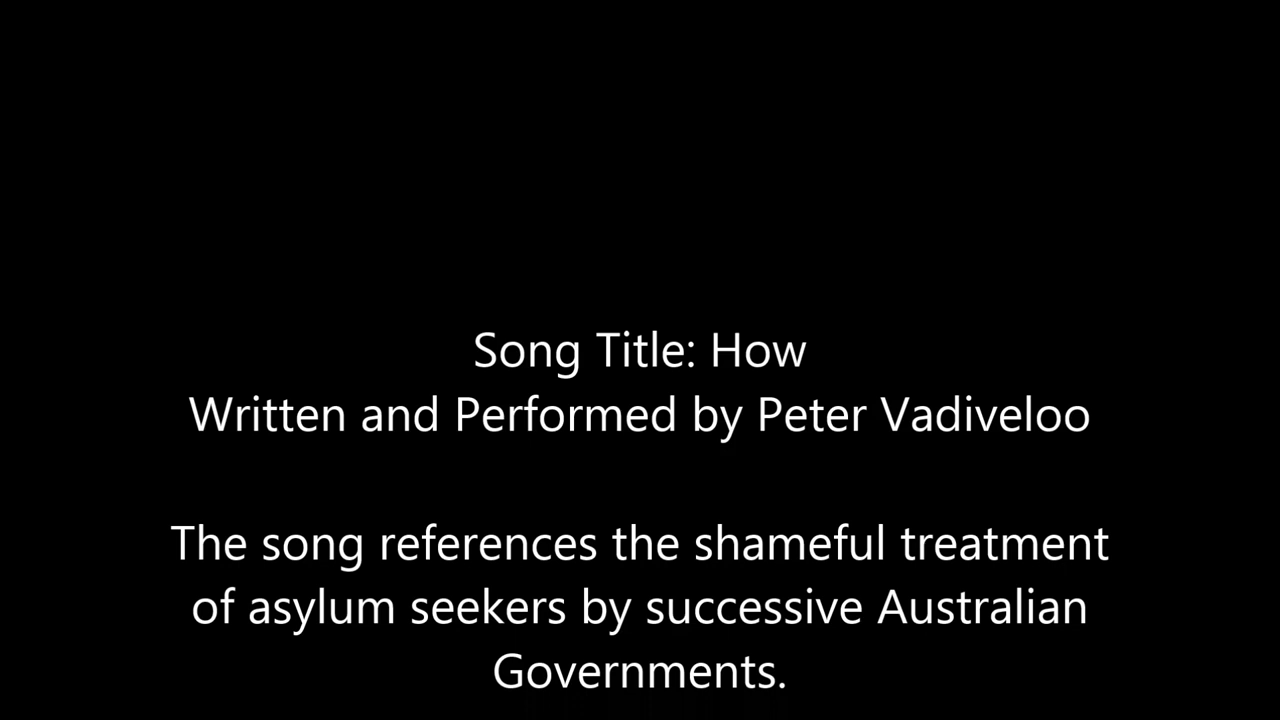 Song Title: How
Written and Performed by Peter Vadiveloo
The song references the shameful treatment
of asylum seekers by successive Australian
Governments.